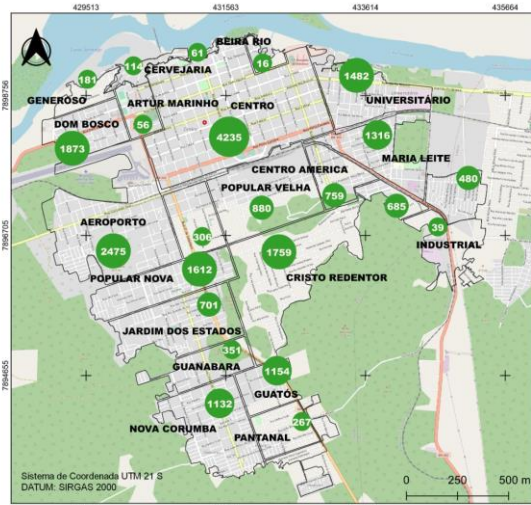 429513 431563 433614 435664
7898756
7896705
7894655
BEIRA RIO
61
16
114
CERVEJARIA
181
1482
GENEROSO
ARTUR MARINHO
CENTRO
UNIVERSITÁRIO
DOM BOSCO
56
4235
1316
1873
MARIA LEITE
CENTRO AMERICA
POPULAR VELHA
759
480
880
685
AEROPORTO
39
306
INDUSTRIAL
2475
1759
POPULAR NOVA
1612
CRISTO REDENTOR
701
JARDIM DOS ESTADOS
351
GUANABARA
1154
GUATÓS
1132
267
NOVA CORUMBA
PANTANAL
Sistema de Coordenada UTM 21 S
DATUM: SIRGAS 2000
0 250 500 m